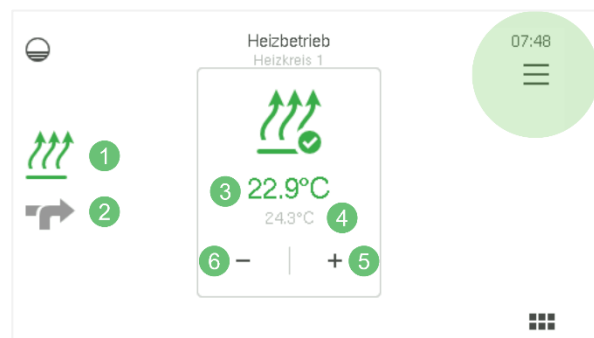 Heizbetrieb
07:48
Heizkreis 1
1
3 22.9°C
2
24.3°C 4
6 − + 5